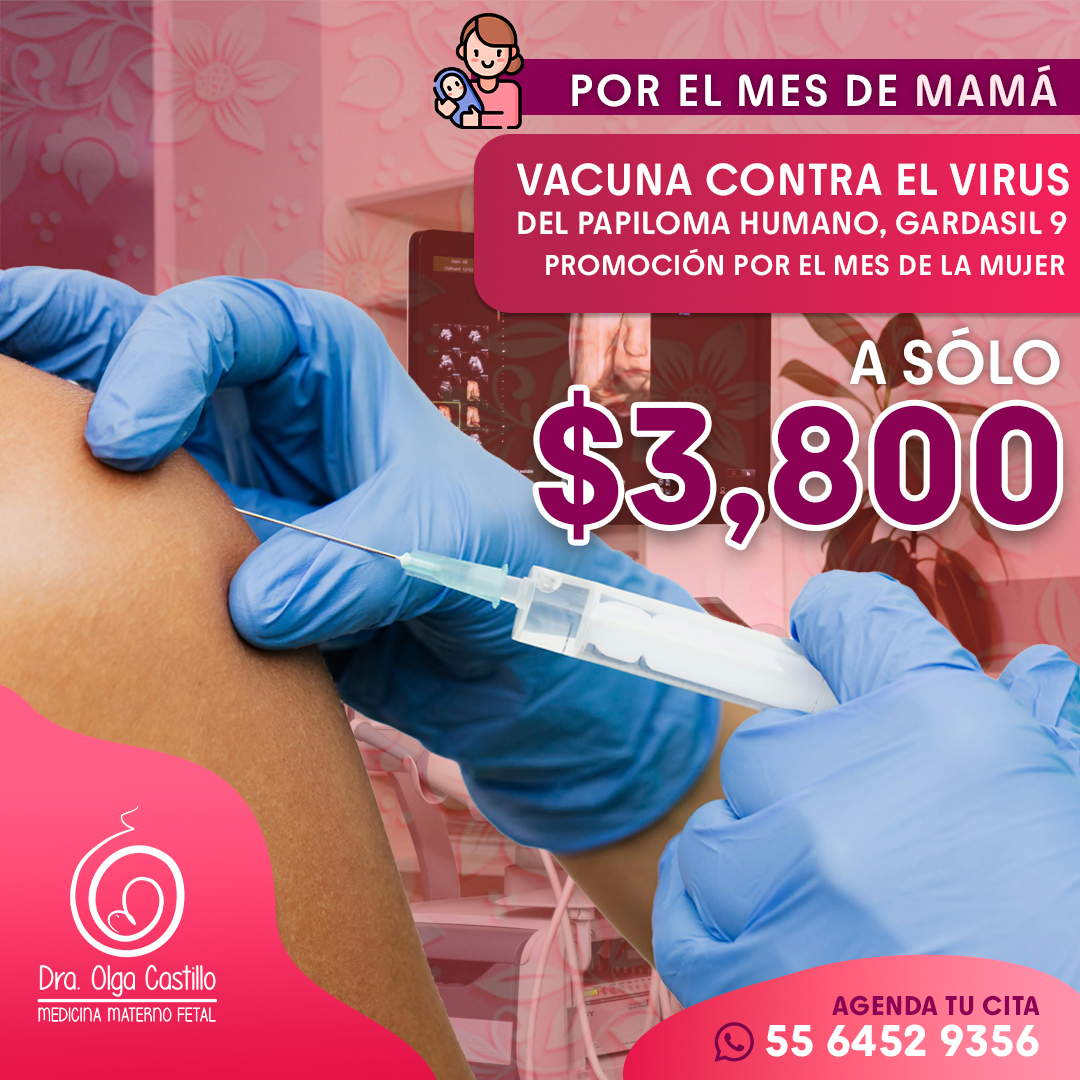 POR EL MES DE MAMÁ
VACUNA CONTRA EL VIRUS
DEL PAPILOMA HUMANO, GARDASIL 9
PROMOCIÓN POR EL MES DE LA MUJER
A SÓLO
$3,800
Dra. Olga Castillo
MEDICINA MATERNO FETAL
AGENDA TU CITA
55 6452 9356